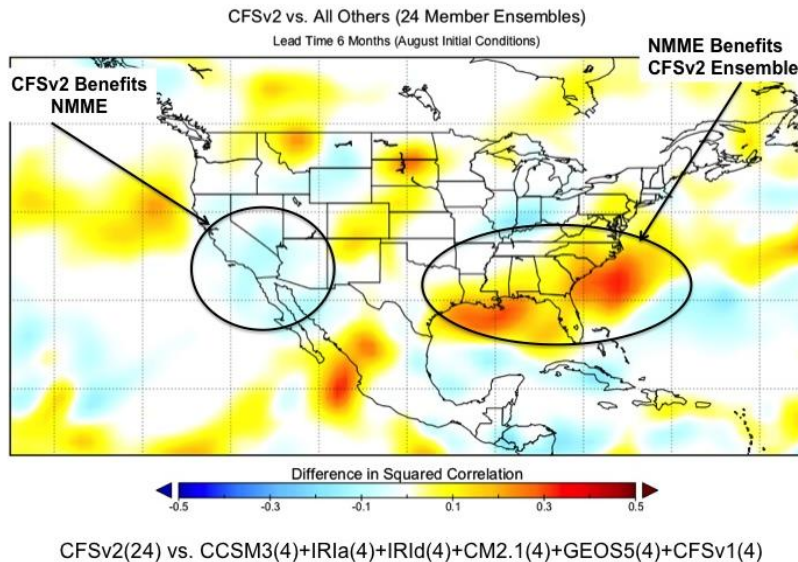 CFSv2 vs. All Others (24 Member Ensembles)
Lead Time 6 Months (August Initial Conditions)
NMME Benefits
CFSv2 Ensemble
CFSv2 Benefits
NMME
Difference in Squared Correlation
-0.5 -0.3 -0.1 0.1 0.3 0.5
CFSv2(24) vs. CCSM3(4)+IRIa(4)+IRId(4)+CM2.1(4)+GEOS5(4)+CFSv1(4)